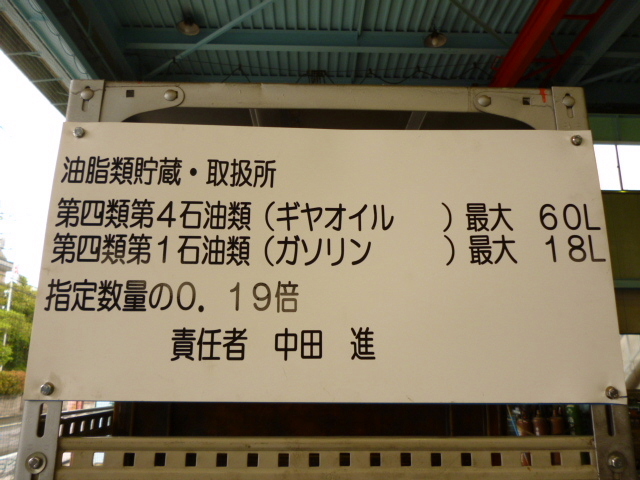 油脂類貯蔵・取扱所
第四類第４石油類（ギヤオイル　　）最大　６０L
第四類第１石油類（ガソリン　　　）最大　１８L
指定数量の０．１９倍
責任者　中田　進